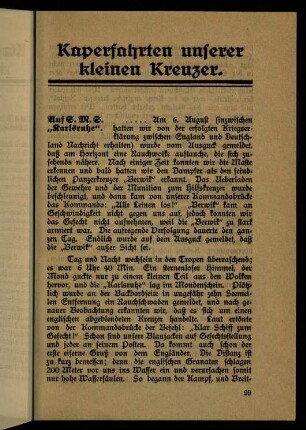 Kaperfahrten unserer
kleinen Kreuzer.
Auf S. M. S. ..... Am 6. August (inzwischen
„Karlsruhe“. hatten wir von der erfolgten Kriegser-
klärung zwischen England und Deutsch-
land Nachricht erhalten) wurde vom Ausguck gemeldet,
daß am Horizont eine Rauchwolke auftauche, die sich zu-
sehends nähere. Nach einiger Zeit konnten wir die Maste
erkennen und bald hatten wir den Dampfer als den feind-
lichen Panzerkreuzer „Berwik“ erkannt. Das Ueberladen
der Gewehre und der Munition zum Hilfskreuzer wurde
beschleunigt, und dann kam von unserer Kommandobrücke
das Kommando: „Alle Leinen los!“ „Berwik“ kam an
Geschwindigkeit nicht gegen uns auf, jedoch konnten wir
das Gefecht nicht aufnehmen, weil die „Berwik“ zu stark
armiert war. Die aufregende Verfolgung dauerte den gan-
zen Tag. Endlich wurde auf dem Ausguck gemeldet, daß
die „Berwik“ außer Sicht sei.
Tag und Nacht wechseln in den Tropen überraschend;
es war 6 Uhr 40 Min. Ein sternenloser Himmel, der
Mond guckte nur zu einem kleinen Teil aus den Wolken
hervor, und die „Karlsruhe“ lag im Mondenschein. Plötz-
lich wurde an der Backbordseite in ungefähr zehn Seemei-
len Entfernung ein Rauchschwaden gemeldet, und nach ge-
nauer Beobachtung erkannten wir, daß es sich um einen
englischen abgeblendeten Kreuzer handelte. Laut erkönte
von der Kommandobrücke der Befehl: „Klar Schiff zum
Gefecht!“ Schon sind unsere Blaujacken auf Gefechtsstellung
und jeder an seinem Posten. Da kommt auch schon der
erste eiserne Gruß von dem Engländer. Die Distanz ist
zu kurz bemessen; denn die englischen Granaten schlagen
200 Meter vor uns ins Wasser ein und verursachen somit
nur hohe Wassersäulen. So begann der Kampf, und Breit-
99